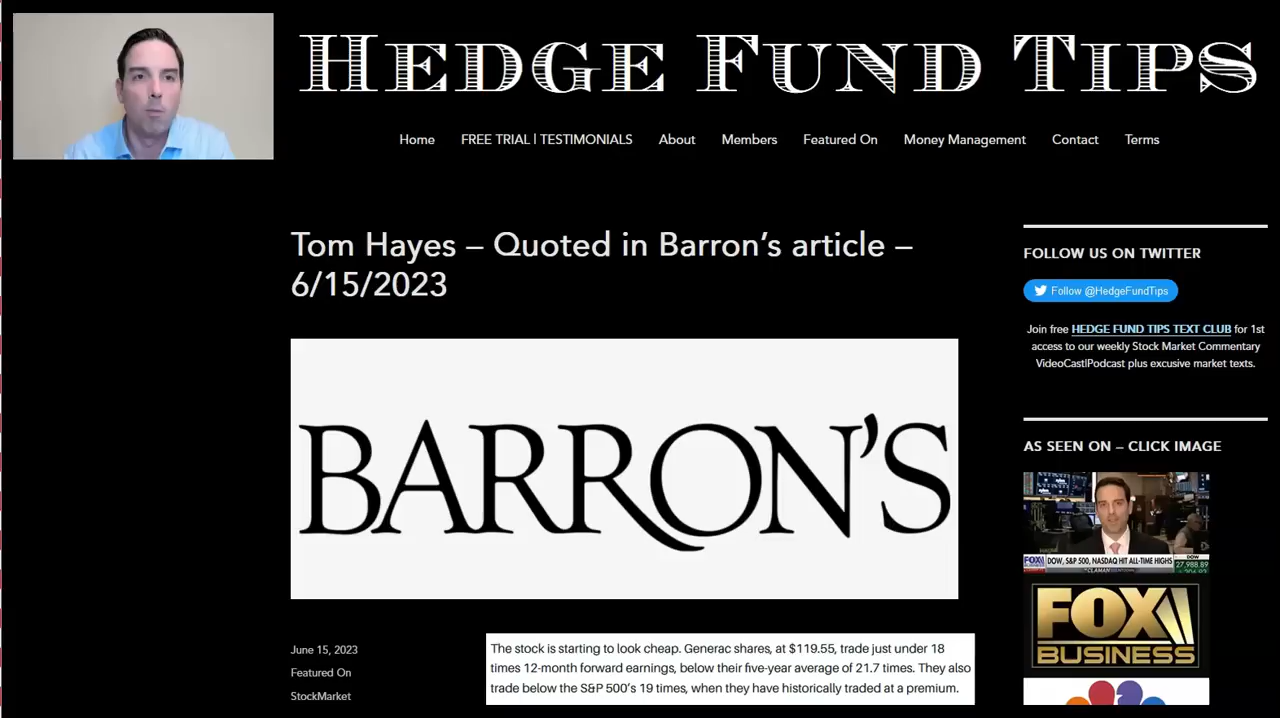 HEDGE FUND TIPS
Home FREE TRIAL | TESTIMONIALS About Members Featured On Money Management Contact Terms
Tom Hayes – Quoted in Barron’s article –
6/15/2023
BARRON'S
June 15, 2023
Featured On
StockMarket
The stock is starting to look cheap. Generac shares, at $119.55, trade just under 18
times 12-month forward earnings, below their five-year average of 21.7 times. They also
trade below the S&P 500’s 19 times, when they have historically traded at a premium.
FOLLOW US ON TWITTER
Follow @HedgeFundTips
Join free HEDGE FUND TIPS TEXT CLUB for 1st
access to our weekly Stock Market Commentary
VideoCast|Podcast plus excusive market texts.
AS SEEN ON – CLICK IMAGE
FOX
DOW, S&P 500, NASDAQ HIT ALL-TIME HIGHS
DOW
27,988.89
FOX
BUSINESS